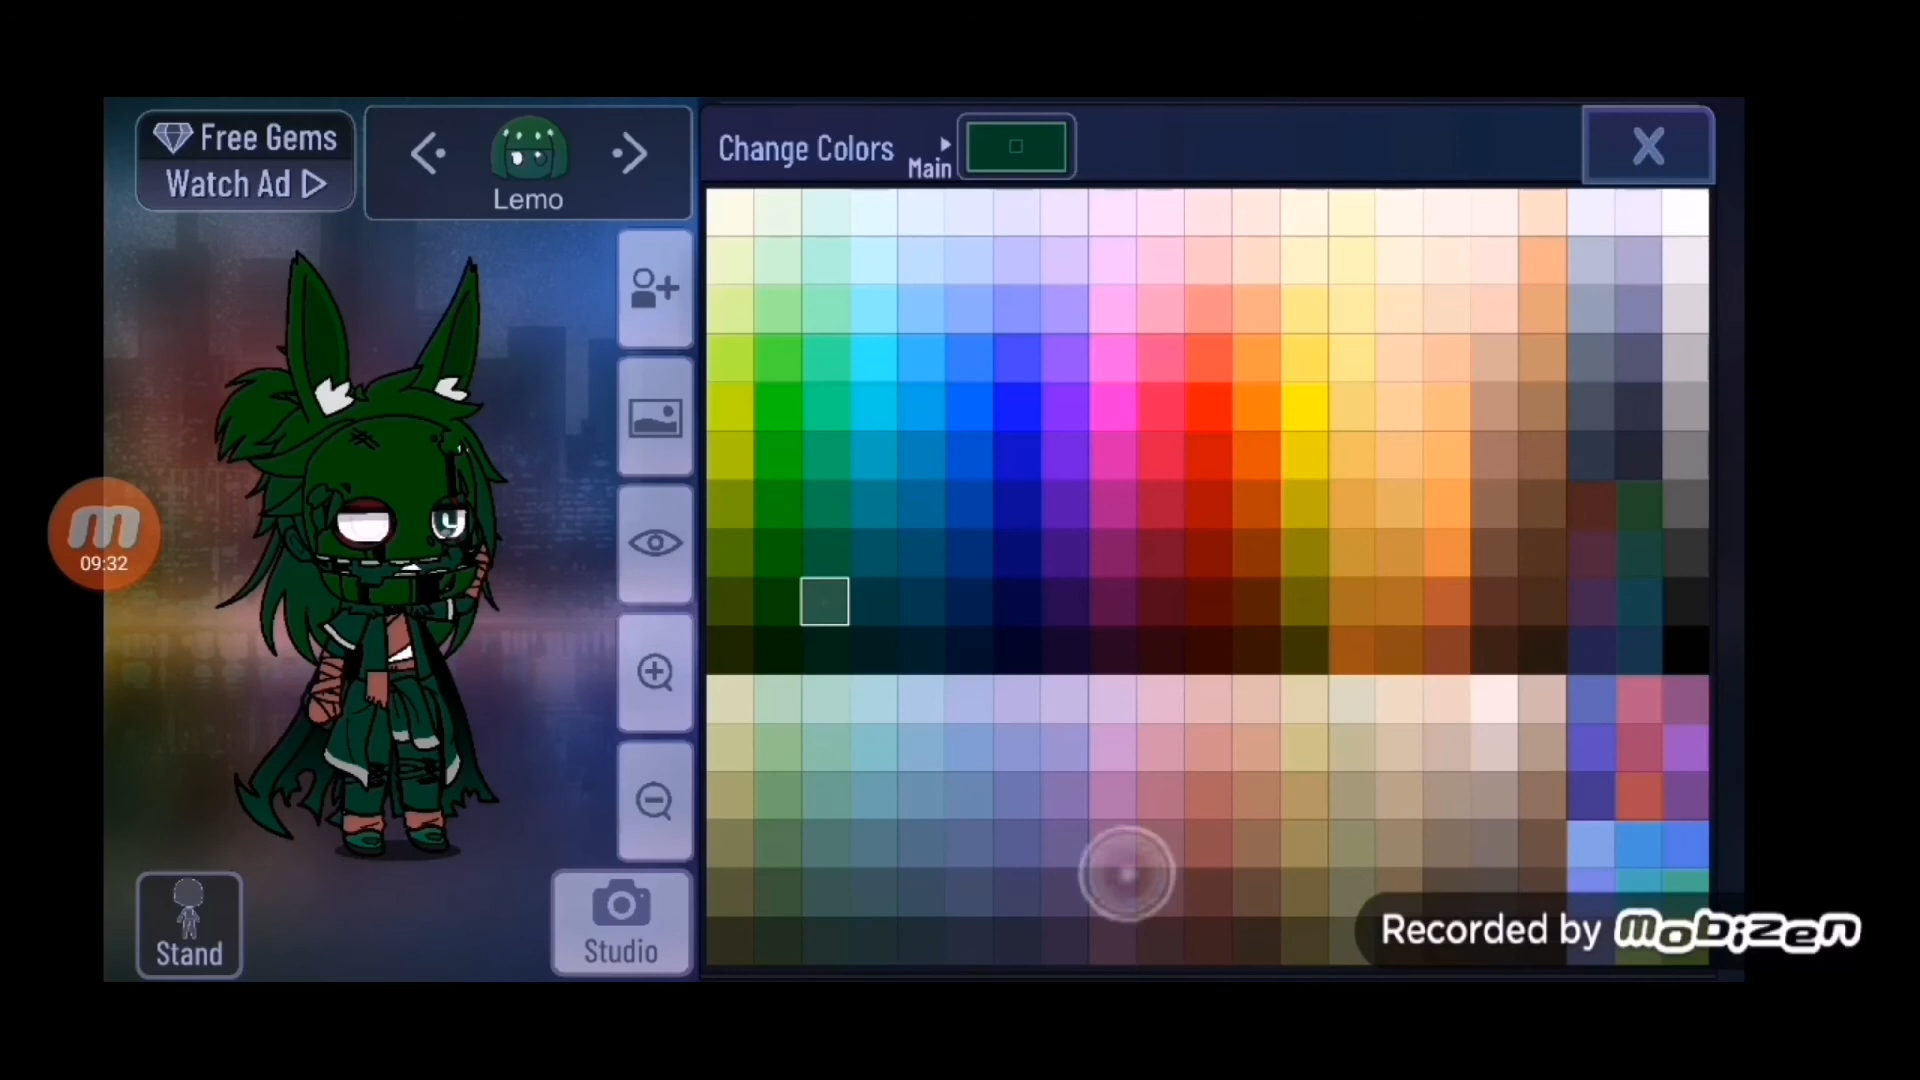 Free Gems
Watch Ad
Lemo
Change Colors
Main
X
09:32
Stand
Studio
Recorded by mobizen